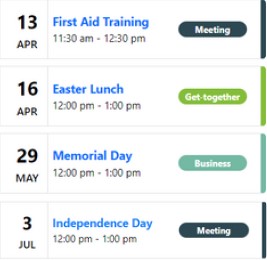 13
APR
First Aid Training
11:30 am - 12:30 pm
Meeting
16
APR
Easter Lunch
12:00 pm - 1:00 pm
Get-together
29
MAY
Memorial Day
12:00 pm - 1:00 pm
Business
3
JUL
Independence Day
12:00 pm - 1:00 pm
Meeting